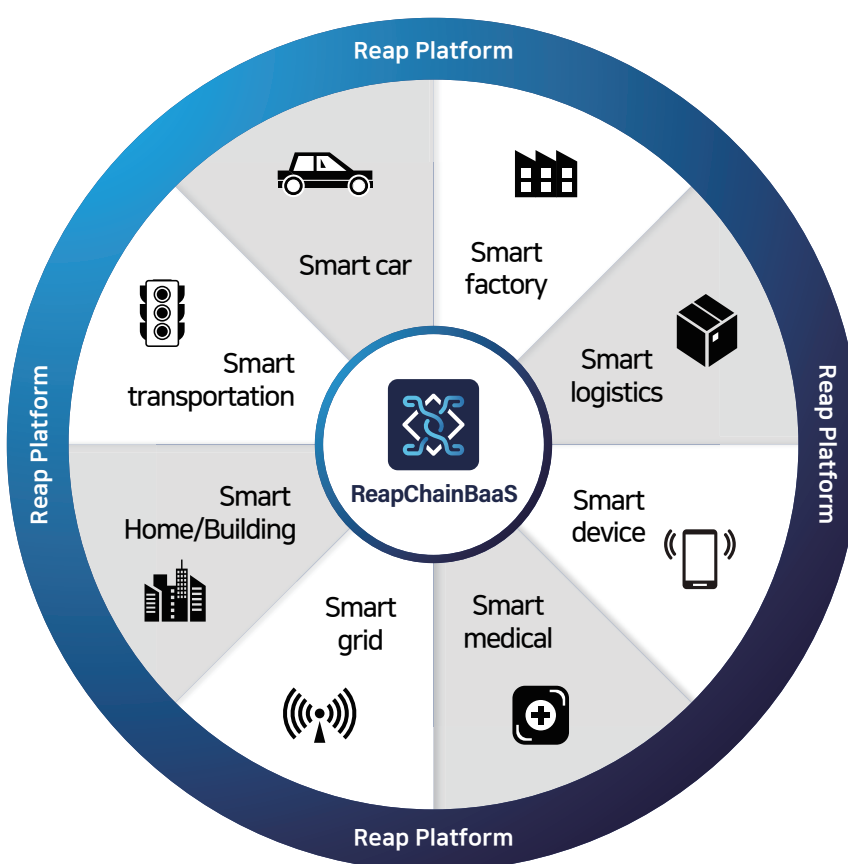 Reap Platform
Smart car
Smart
factory
Smart
transportation
Smart
logistics
Reap Platform
Reap Platform
ReapChainBaaS
Smart
Home/Building
Smart
device
Smart
grid
Smart
medical
Reap Platform